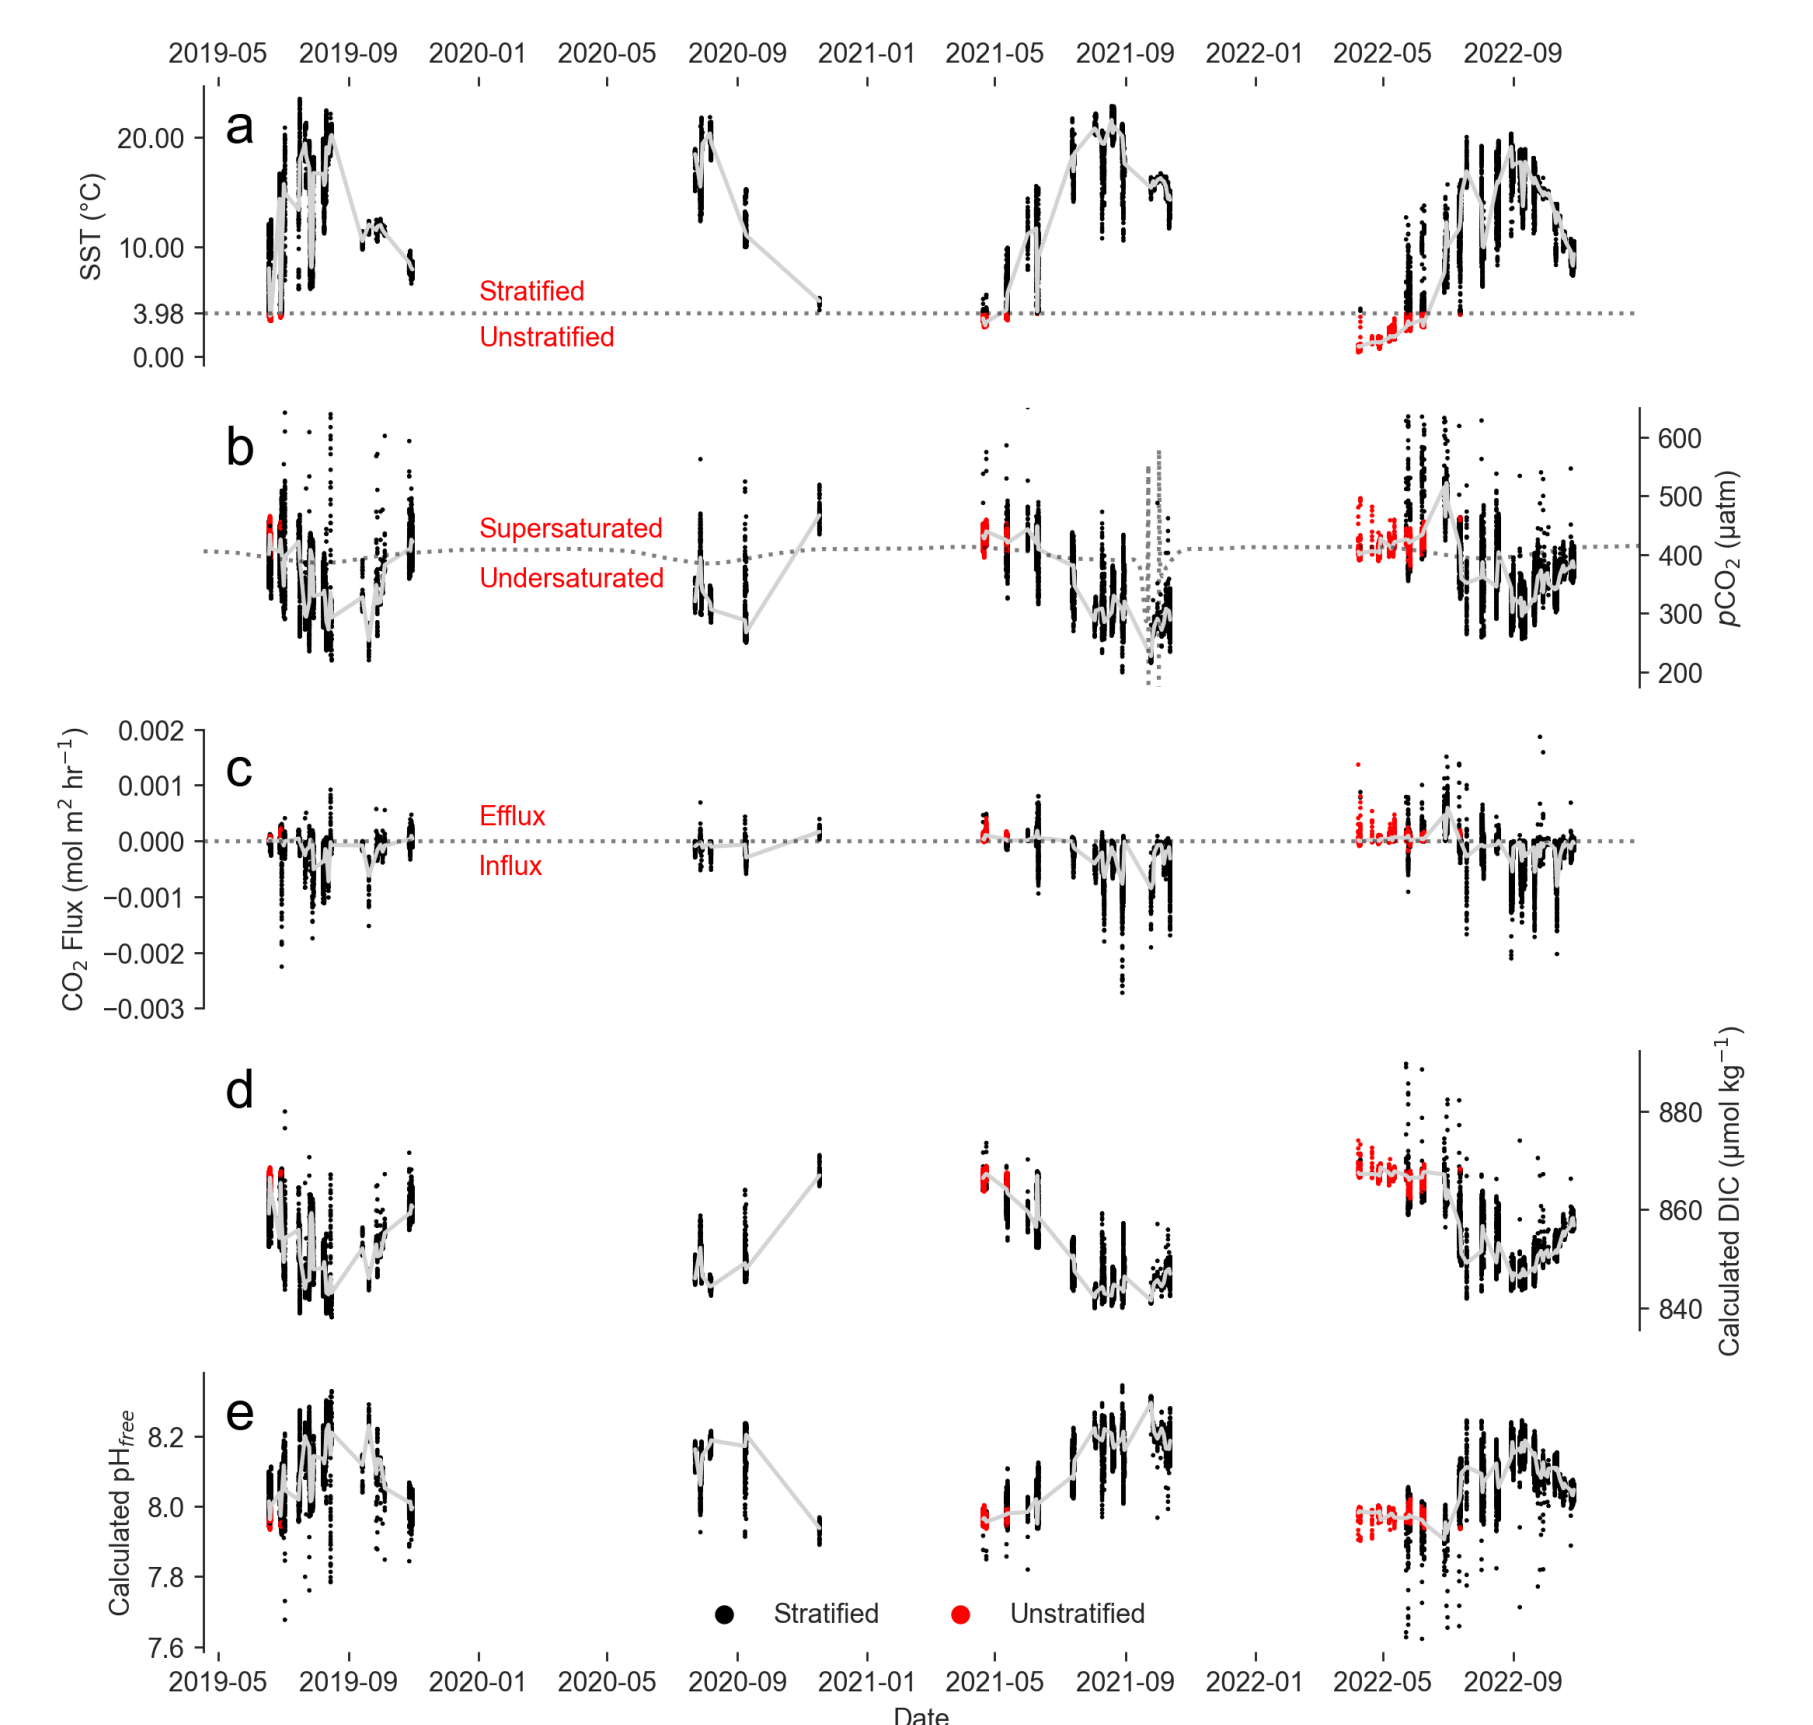 2019-05 2019-09 2020-01 2020-05 2020-09 2021-01 2021-05 2021-09 2022-01 2022-05 2022-09
a
SST (°C)
20.00
10.00
3.98
0.00
Stratified
Unstratified
b
Supersaturated
Undersaturated
600
500
400
300
200
pCO₂ (μatm)
c
CO₂ Flux (mol m² hr⁻¹)
0.002
0.001
0.000
−0.001
−0.002
−0.003
Efflux
Influx
d
880
860
840
Calculated DIC (μmol kg⁻¹)
e
Calculated pH_free
8.2
8.0
7.8
7.6
Stratified Unstratified
2019-05 2019-09 2020-01 2020-05 2020-09 2021-01 2021-05 2021-09 2022-01 2022-05 2022-09
Date